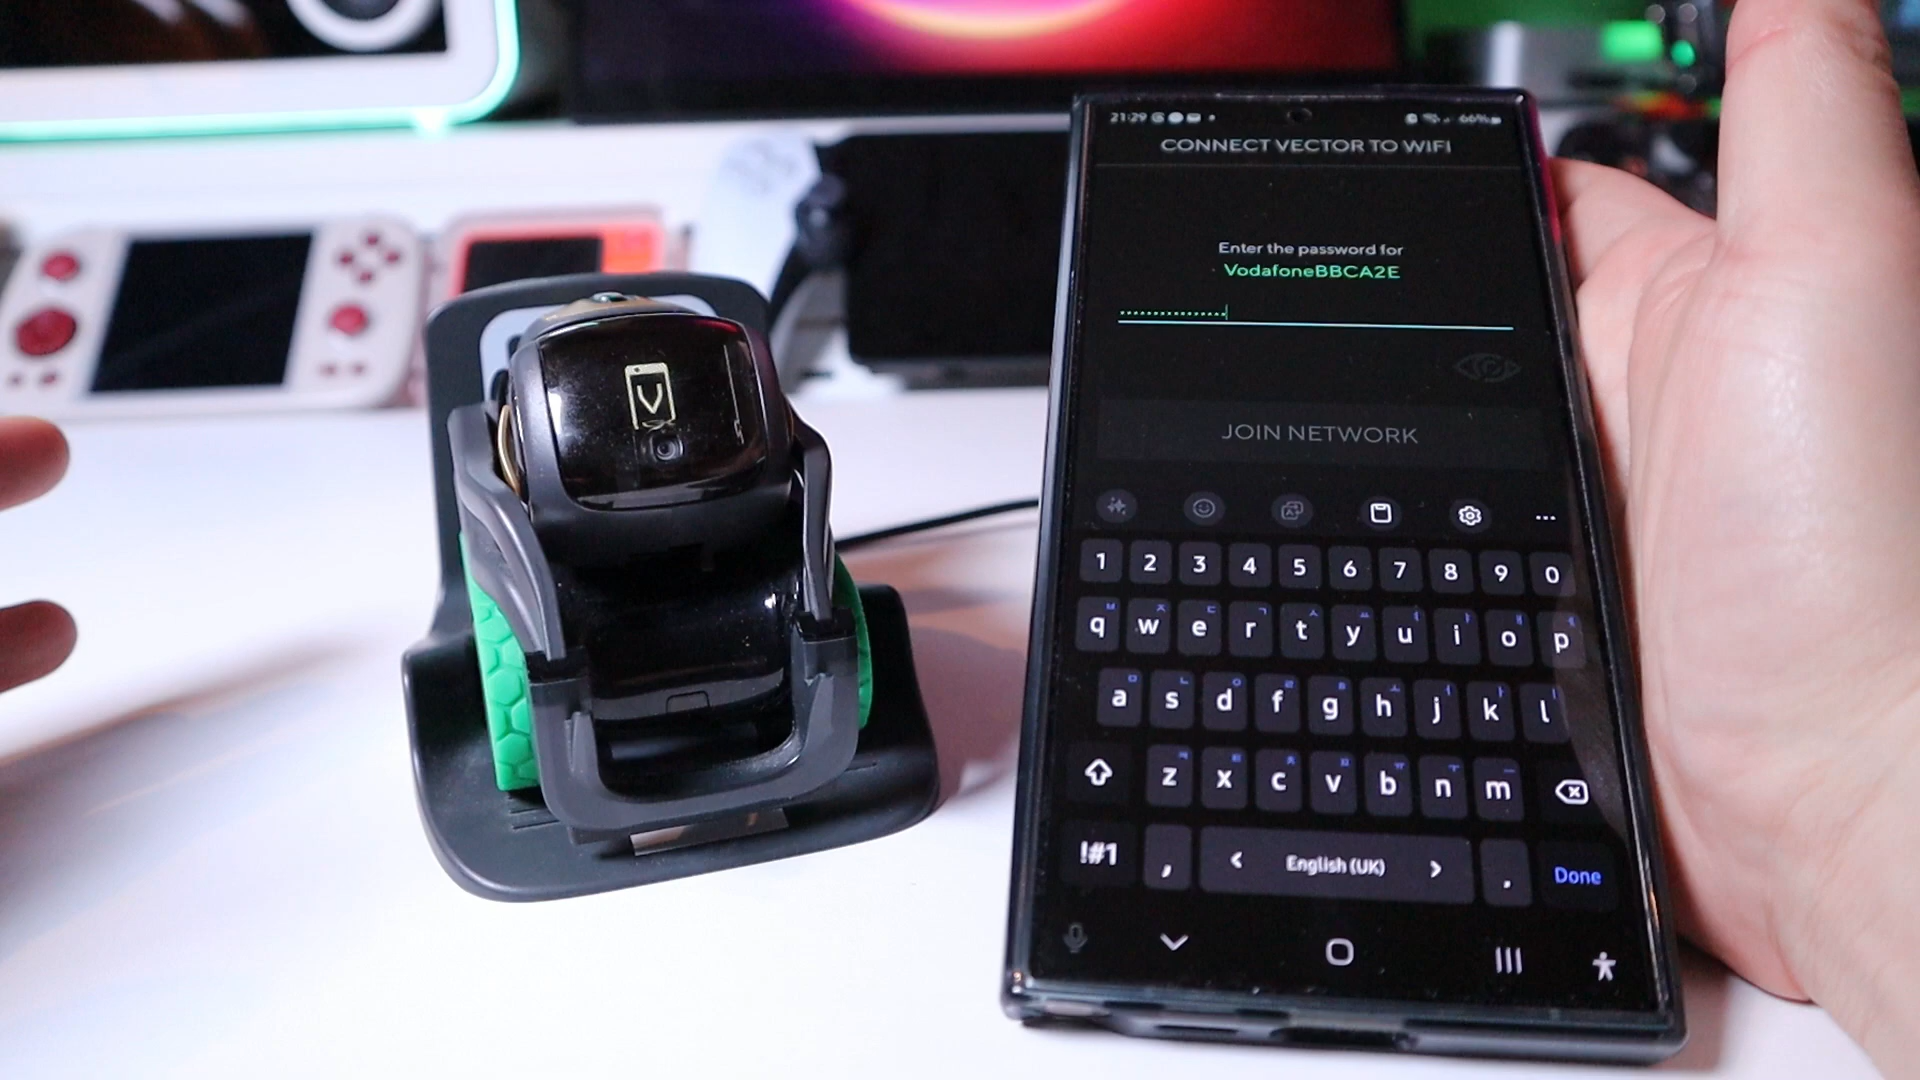 21:29
66%
CONNECT VECTOR TO WIFI
Enter the password for
VodafoneBBCA2E
JOIN NETWORK
V
1 2 3 4 5 6 7 8 9 0
q w e r t y u i o p
a s d f g h j k l
z x c v b n m
!#1 , < English (UK) > . Done